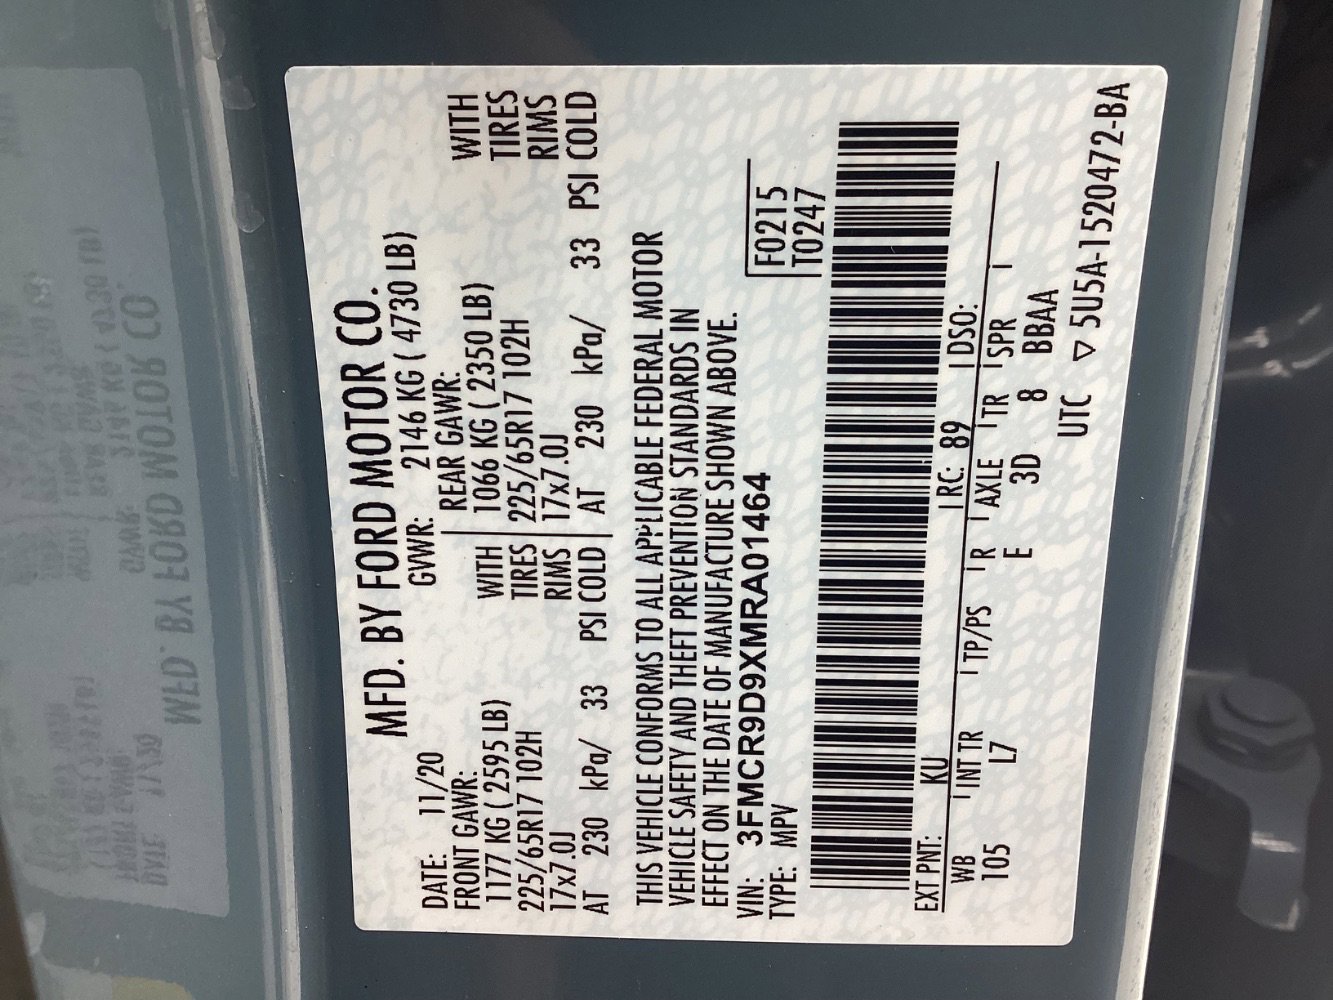 MFD. BY FORD MOTOR CO.
DATE: 11/20 GVWR: 2146 KG ( 4730 LB)
FRONT GAWR: REAR GAWR:
1177 KG ( 2595 LB) WITH 1066 KG ( 2350 LB) WITH
225/65R17 102H TIRES 225/65R17 102H TIRES
17x7.0J RIMS 17x7.0J RIMS
AT 230 kPa/ 33 PSI COLD AT 230 kPa/ 33 PSI COLD
THIS VEHICLE CONFORMS TO ALL APPLICABLE FEDERAL MOTOR
VEHICLE SAFETY AND THEFT PREVENTION STANDARDS IN
EFFECT ON THE DATE OF MANUFACTURE SHOWN ABOVE.
VIN: 3FMCR9D9XMRA01464 F0215
TYPE: MPV T0247
EXT PNT: KU RC: 89 DSO:
WB INT TR TP/PS R AXLE TR SPR
105 L7 E 3D 8 BBAA
UTC ▽ 5U5A-1520472-BA